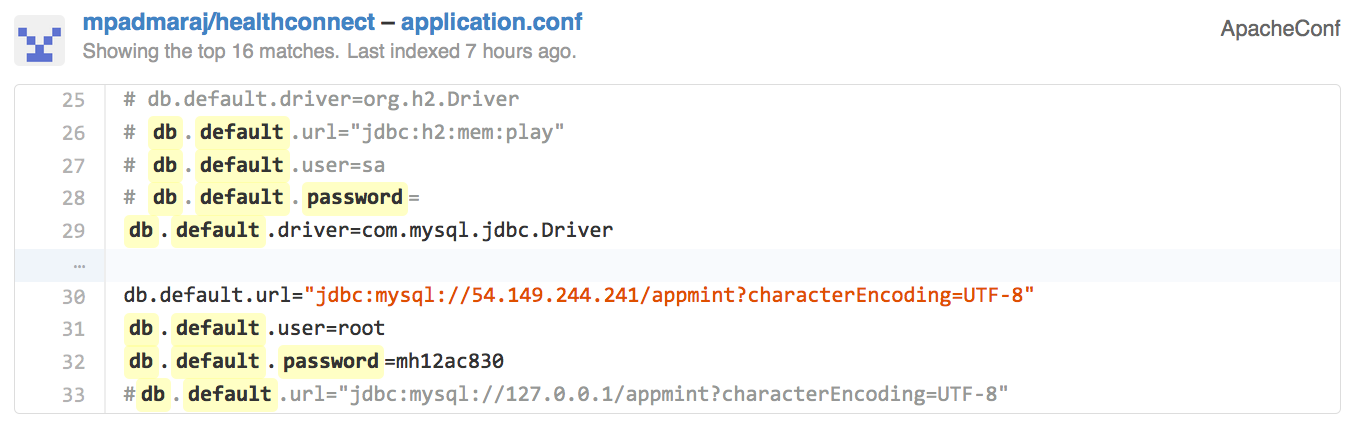 mpadmaraj/healthconnect – application.conf
ApacheConf
Showing the top 16 matches. Last indexed 7 hours ago.
25 # db.default.driver=org.h2.Driver
26 # db.default.url="jdbc:h2:mem:play"
27 # db.default.user=sa
28 # db.default.password=
29 db.default.driver=com.mysql.jdbc.Driver
…
30 db.default.url="jdbc:mysql://54.149.244.241/appmint?characterEncoding=UTF-8"
31 db.default.user=root
32 db.default.password=mh12ac830
33 #db.default.url="jdbc:mysql://127.0.0.1/appmint?characterEncoding=UTF-8"